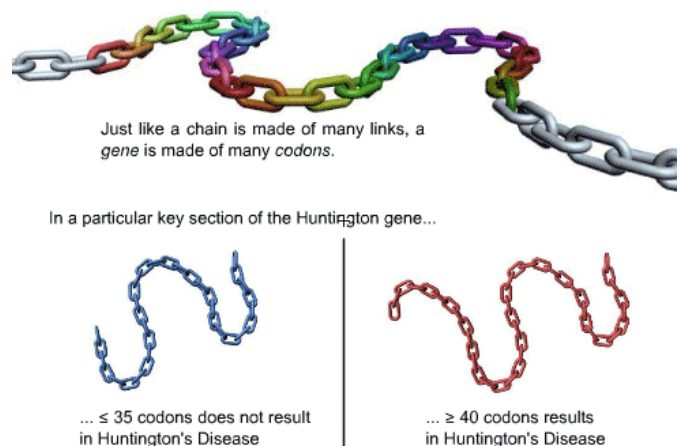 Just like a chain is made of many links, a
gene is made of many codons.
In a particular key section of the Huntington gene...
... ≤ 35 codons does not result
in Huntington's Disease
... ≥ 40 codons results
in Huntington's Disease